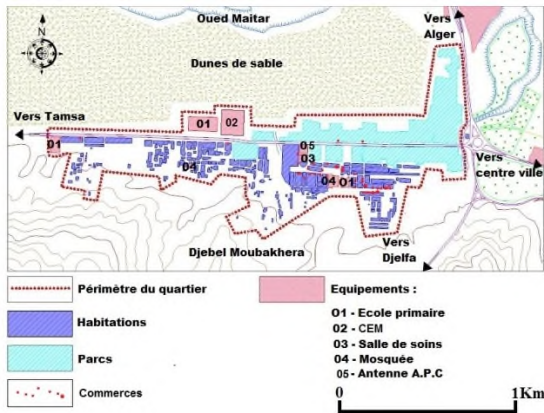 Oued Maitar
Vers
Alger
N
Dunes de sable
Vers Tamsa
01
02
01
05
03
04
04
01
Vers
centre ville
Vers
Djelfa
Djebel Moubakhera
Périmètre du quartier
Habitations
Parcs
Commerces
Equipements :
01 - Ecole primaire
02 - CEM
03 - Salle de soins
04 - Mosquée
05 - Antenne A.P.C
0 1Km